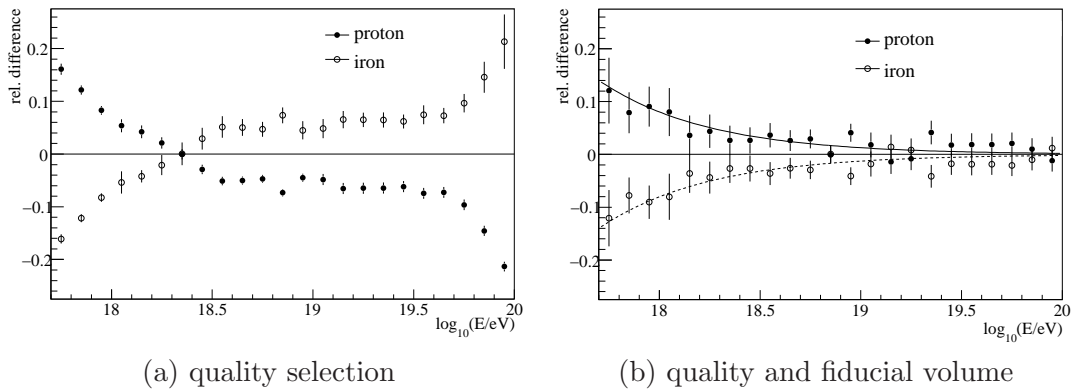 rel. difference
0.2
0.1
0
−0.1
−0.2
proton
iron
18
18.5
19
19.5
20
log10(E/eV)
(a) quality selection
rel. difference
0.2
0.1
0
−0.1
−0.2
proton
iron
18
18.5
19
19.5
20
log10(E/eV)
(b) quality and fiducial volume